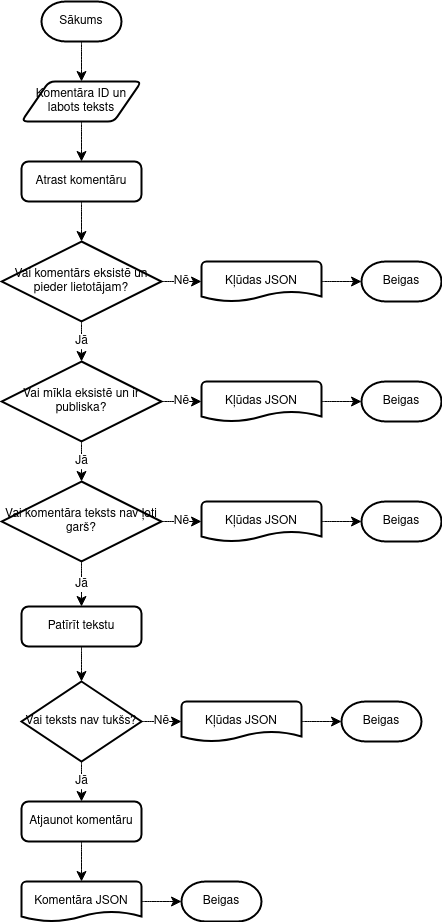 Sākums
Komentāra ID un
labots teksts
Atrast komentāru
Vai komentārs eksistē un
pieder lietotājam?
Nē
Kļūdas JSON
Beigas
Jā
Vai mīkla eksistē un ir
publiska?
Nē
Kļūdas JSON
Beigas
Jā
Vai komentāra teksts nav ļoti
garš?
Nē
Kļūdas JSON
Beigas
Jā
Patīrīt tekstu
Vai teksts nav tukšs?
Nē
Kļūdas JSON
Beigas
Jā
Atjaunot komentāru
Komentāra JSON
Beigas